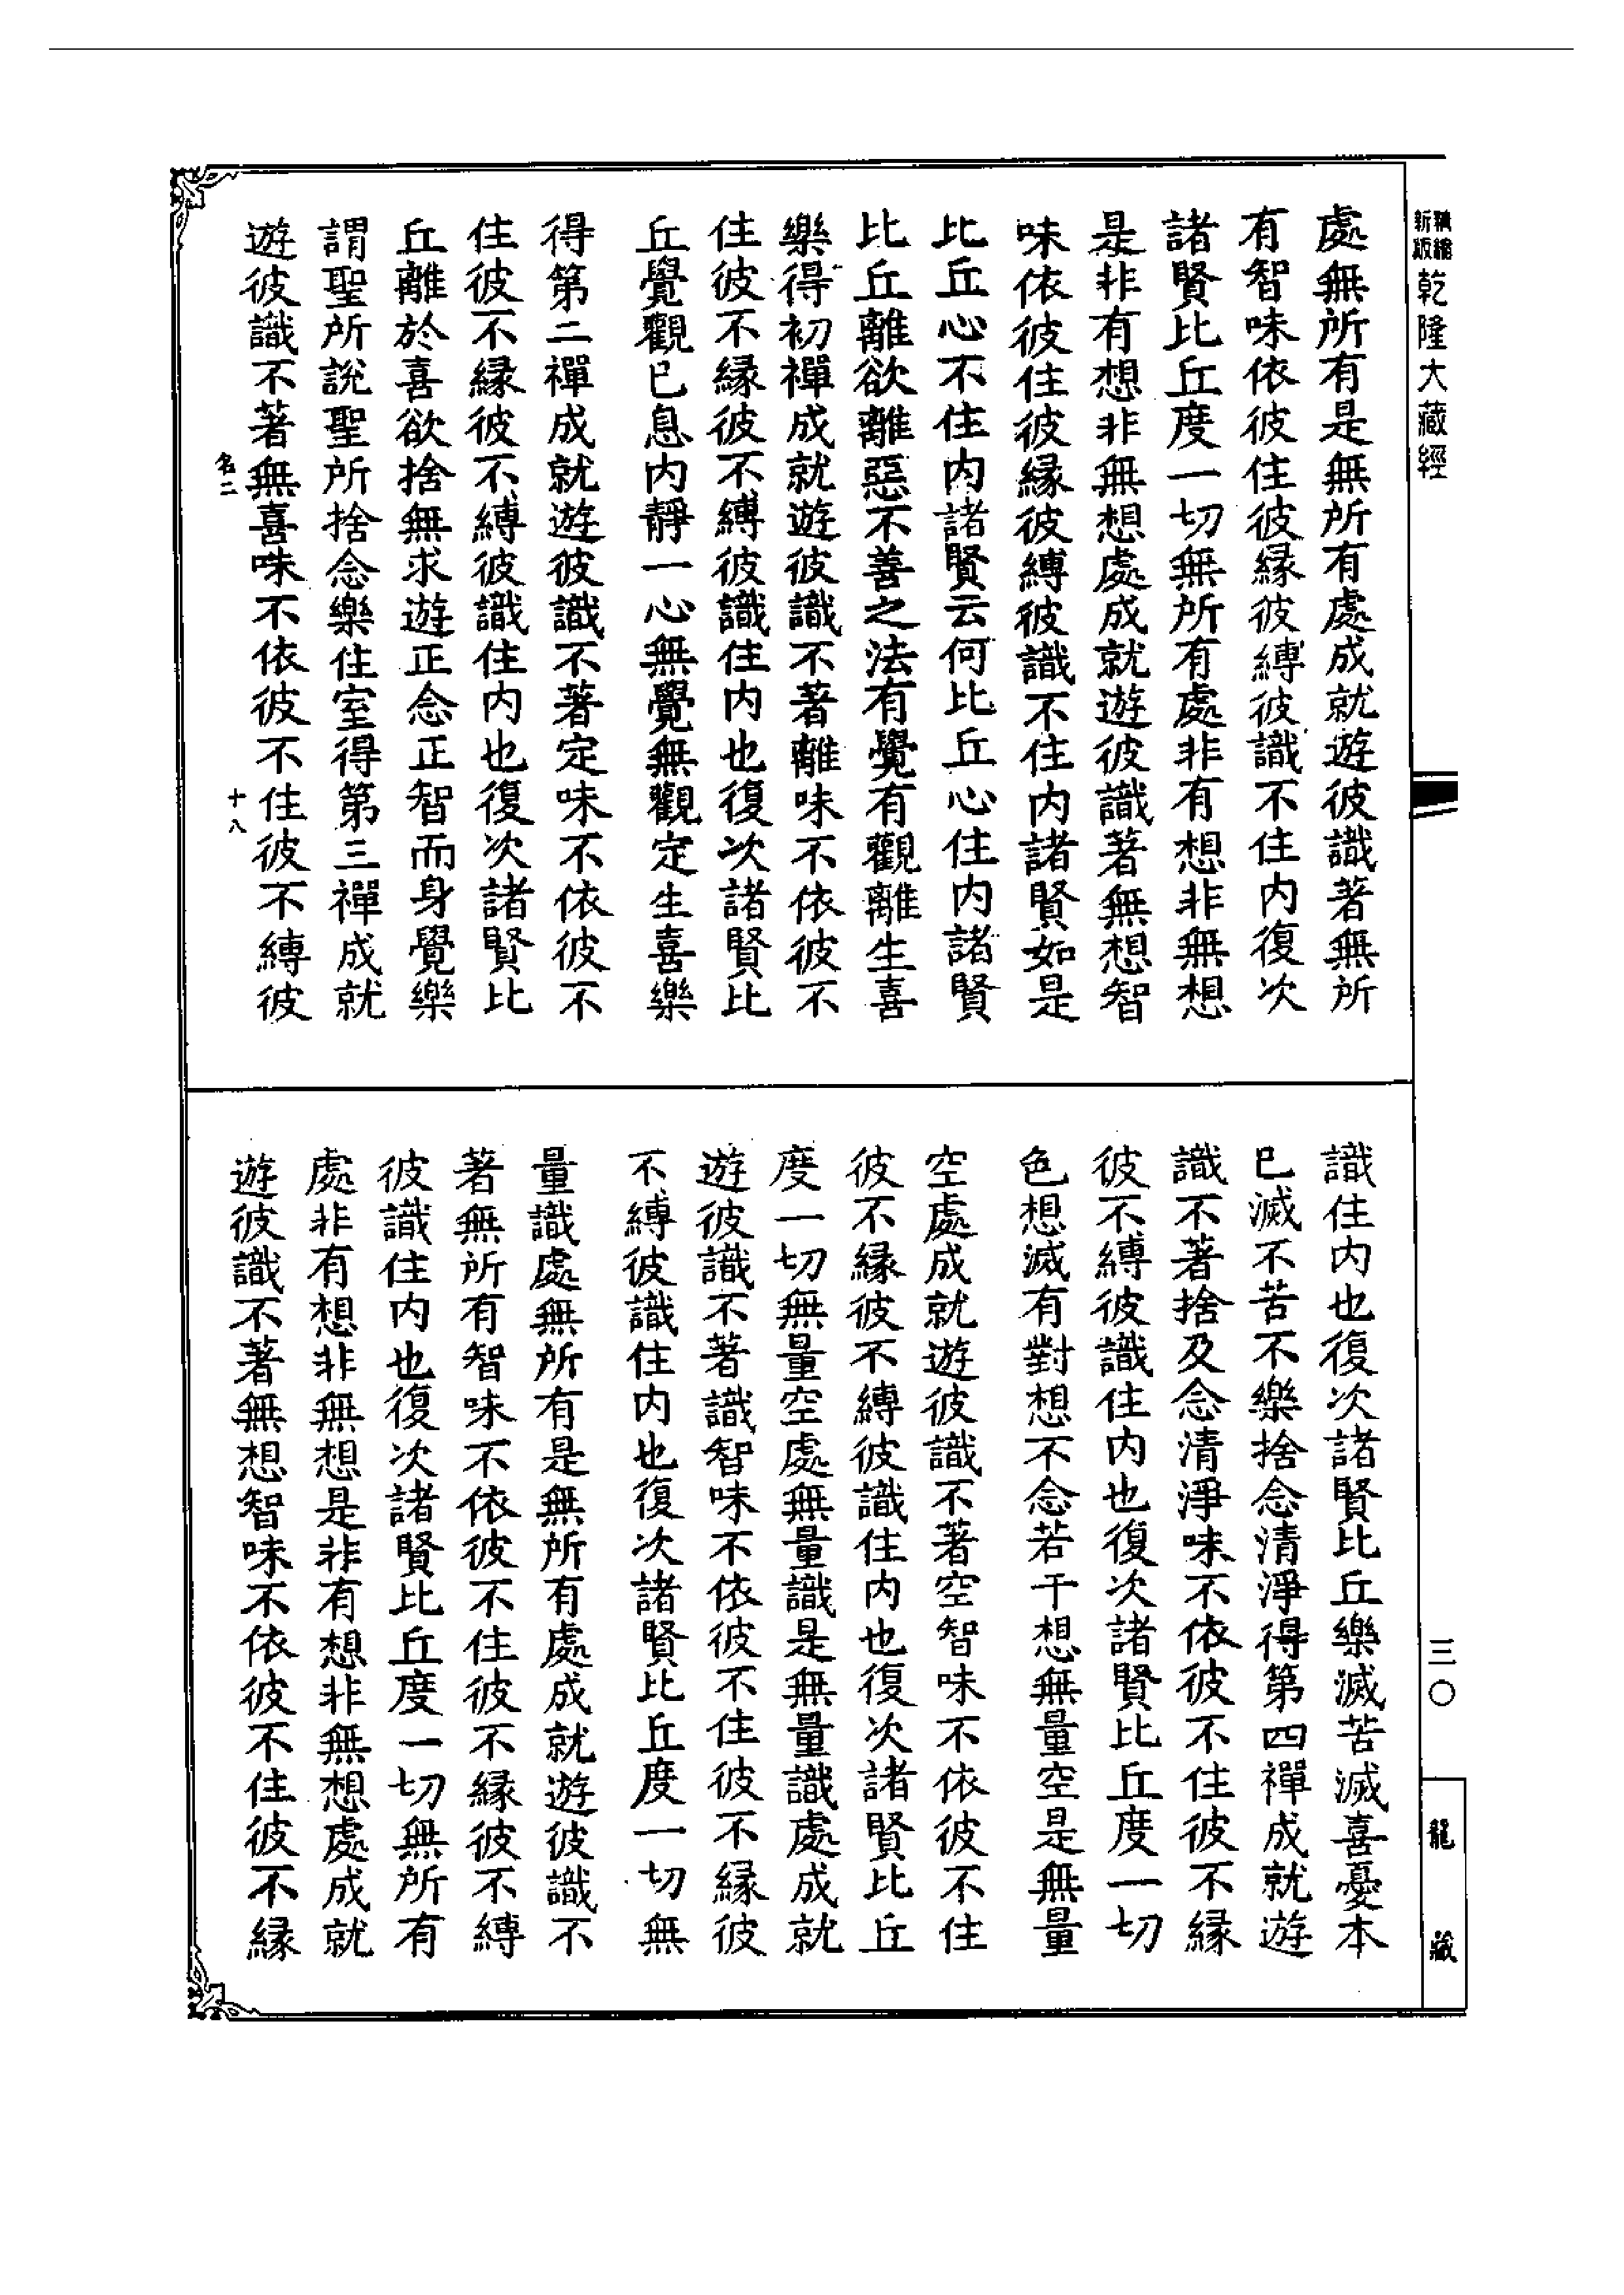 精縮新版乾隆大藏經
處無所有是無所有處成就遊彼識著無所
有智味依彼住彼緣彼縛彼識不住内復次
諸賢比丘度一切無所有處非有想非無想
是非有想非無想處成就遊彼識著無想智
味依彼住彼緣彼縛彼識不住内諸賢如是
比丘心不住内諸賢云何比丘心住内諸賢
比丘離欲離惡不善之法有覺有觀離生喜
樂得初禪成就遊彼識不著離味不依彼不
住彼不緣彼不縛彼識住内也復次諸賢比
丘覺觀已息内靜一心無覺無觀定生喜樂
得第二禪成就遊彼識不著定味不依彼不
住彼不緣彼不縛彼識住内也復次諸賢比
丘離於喜欲捨無求遊正念正智而身覺樂
謂聖所說聖所捨念樂住室得第三禪成就
遊彼識不著無喜味不依彼不住彼不縛彼
名二 十八
識住内也復次諸賢比丘樂滅苦滅喜憂本
已滅不苦不樂捨念清淨得第四禪成就遊
識不著捨及念清淨味不依彼不住彼不緣
彼不縛彼識住内也復次諸賢比丘度一切
色想滅有對想不念若干想無量空是無量
空處成就遊彼識不著空智味不依彼不住
彼不緣彼不縛彼識住内也復次諸賢比丘
度一切無量空處無量識是無量識處成就
遊彼識不著識智味不依彼不住彼不緣彼
不縛彼識住内也復次諸賢比丘度一切無
量識處無所有是無所有處成就遊彼識不
著無所有智味不依彼不住彼不緣彼不縛
彼識住内也復次諸賢比丘度一切無所有
處非有想非無想是非有想非無想處成就
遊彼識不著無想智味不依彼不住彼不緣
三〇
龍藏